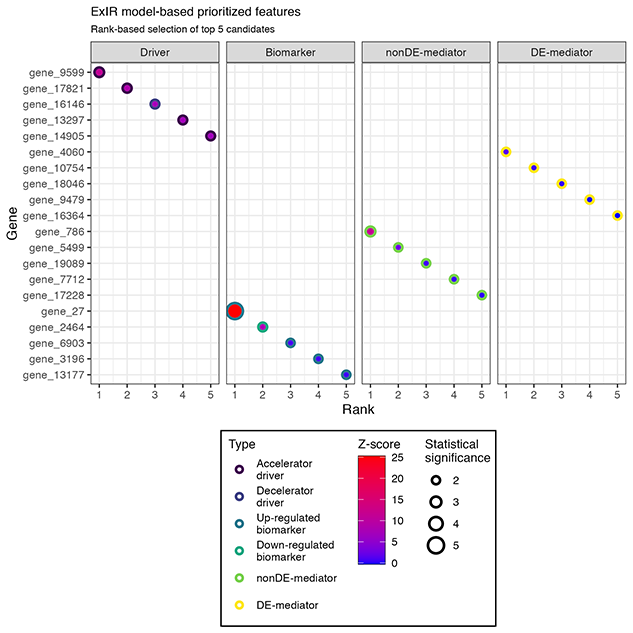 ExIR model-based prioritized features
Rank-based selection of top 5 candidates
Driver
Biomarker
nonDE-mediator
DE-mediator
Gene
gene_9599
gene_17821
gene_16146
gene_13297
gene_14905
gene_4060
gene_10754
gene_18046
gene_9479
gene_16364
gene_786
gene_5499
gene_19089
gene_7712
gene_17228
gene_27
gene_2464
gene_6903
gene_3196
gene_13177
1 2 3 4 5
1 2 3 4 5
1 2 3 4 5
1 2 3 4 5
Rank
Type
Accelerator
driver
Decelerator
driver
Up-regulated
biomarker
Down-regulated
biomarker
nonDE-mediator
DE-mediator
Z-score
25
20
15
10
5
0
Statistical
significance
2
3
4
5